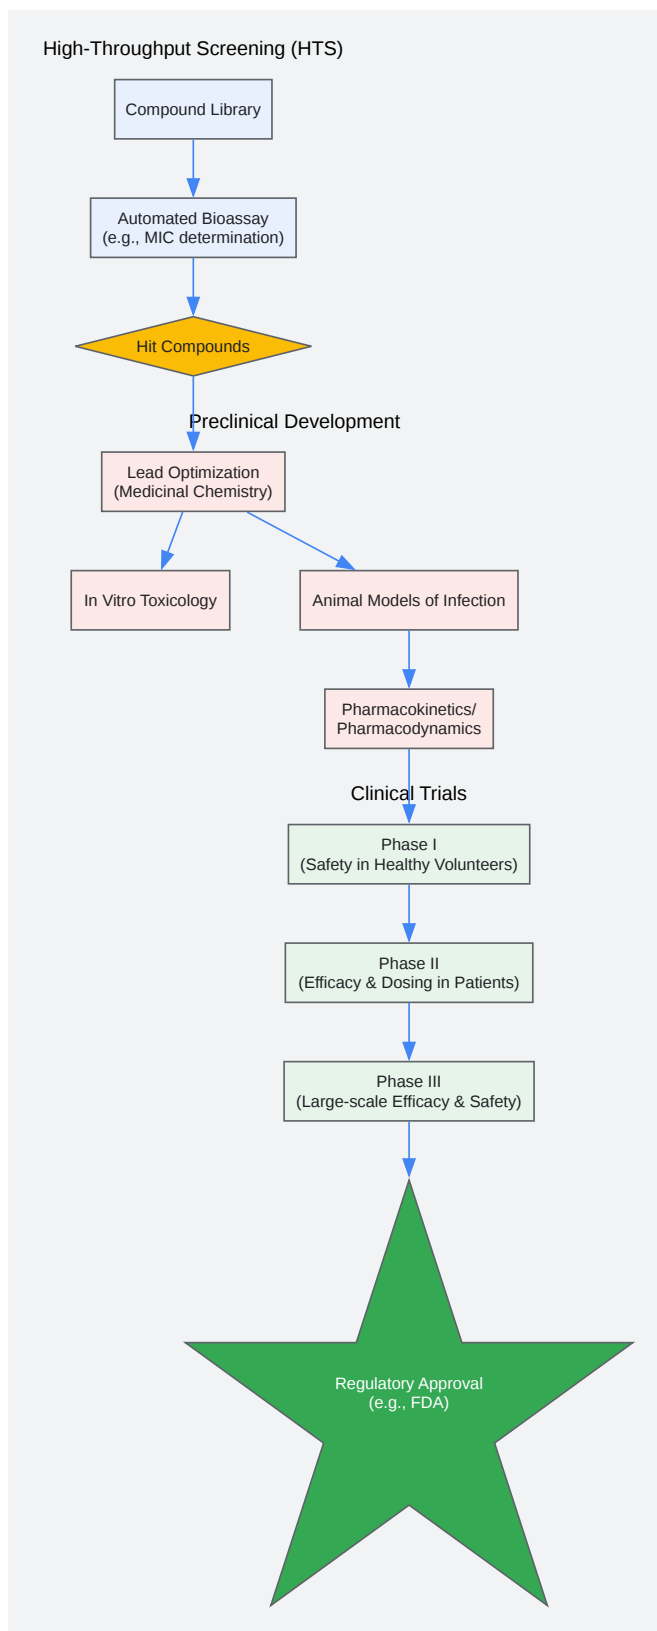 High-Throughput Screening (HTS)
Compound Library
Automated Bioassay
(e.g., MIC determination)
Hit Compounds
Preclinical Development
Lead Optimization
(Medicinal Chemistry)
In Vitro Toxicology
Animal Models of Infection
Pharmacokinetics/
Pharmacodynamics
Clinical Trials
Phase I
(Safety in Healthy Volunteers)
Phase II
(Efficacy & Dosing in Patients)
Phase III
(Large-scale Efficacy & Safety)
Regulatory Approval
(e.g., FDA)